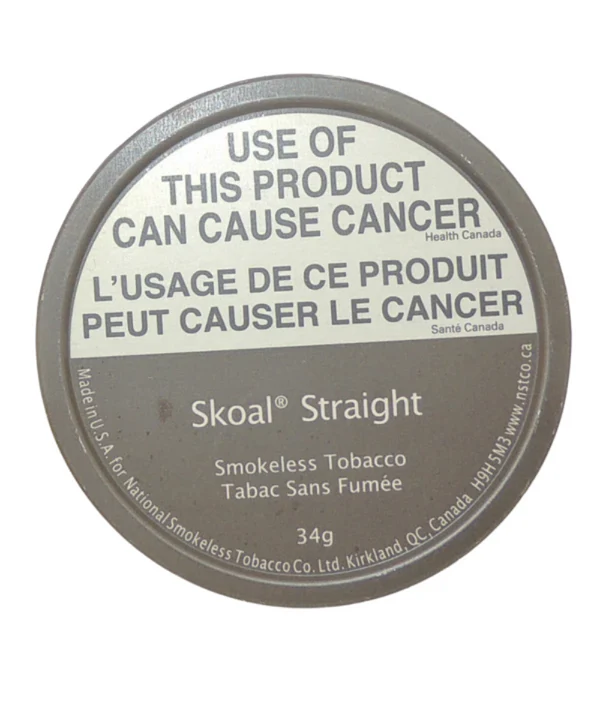 USE OF
THIS PRODUCT
CAN CAUSE CANCER
Health Canada
L'USAGE DE CE PRODUIT
PEUT CAUSER LE CANCER
Santé Canada
Skoal® Straight
Smokeless Tobacco
Tabac Sans Fumée
34g
Made in U.S.A. for National Smokeless Tobacco Co. Ltd. Kirkland, QC, Canada H9H 5M3 www.nstco.ca